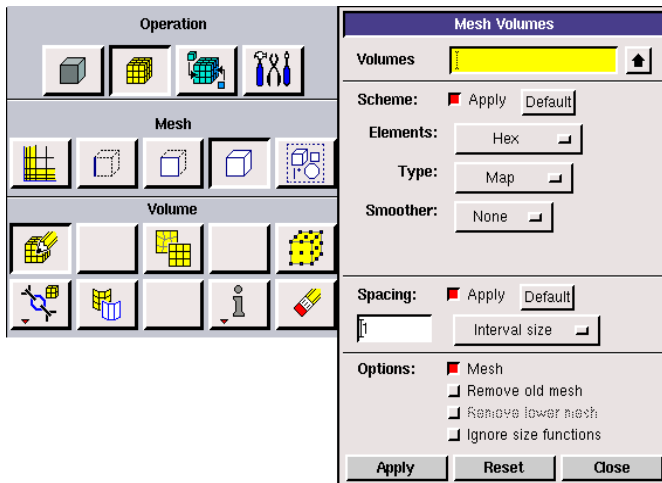 Operation
Mesh
Volume
Mesh Volumes
Volumes
Scheme: Apply Default
Elements: Hex
Type: Map
Smoother: None
Spacing: Apply Default
1 Interval size
Options: Mesh
Remove old mesh
Remove lower mesh
Ignore size functions
Apply Reset Close